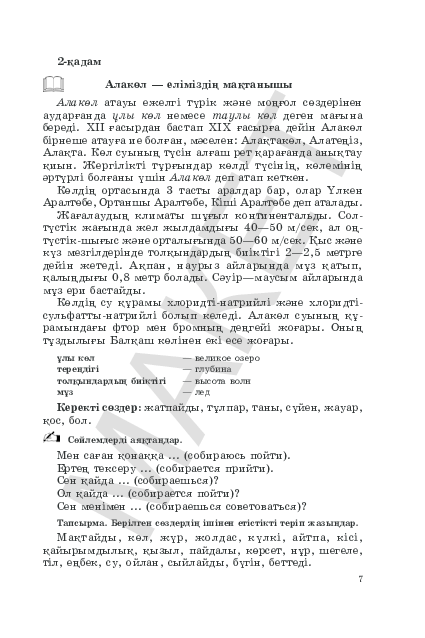 2-қадам
Алакөл — еліміздің мақтанышы
Алакөл атауы ежелгі түрік және моңғол сөздерінен
аударғанда ұлы көл немесе таулы көл деген мағына
береді. XII ғасырдан бастап XIX ғасырға дейін Алакөл
бірнеше атауға ие болған, мәселен: Алақтакөл, Алатеңіз,
Алақта. Көл суының түсін алғаш рет қарағанда анықтау
қиын. Жергілікті тұрғындар көлді түсінің, көлемінің
әртүрлі болғаны үшін Алакөл деп атап кеткен.
Көлдің ортасында 3 тасты аралдар бар, олар Үлкен
Аралтөбе, Ортаншы Аралтөбе, Кіші Аралтөбе деп аталады.
Жағалаудың климаты шұғыл континентальды. Сол-
түстік жағында жел жылдамдығы 40—50 м/сек, ал оң-
түстік-шығыс және орталығында 50—60 м/сек. Қыс және
күз мезгілдерінде толқындардың биіктігі 2—2,5 метрге
дейін жетеді. Ақпан, наурыз айларында мұз қатып,
қалыңдығы 0,8 метр болады. Сәуір—маусым айларында
мұз ери бастайды.
Көлдің су құрамы хлоридті-натрийлі және хлоридті-
сульфатты-натрийлі болып келеді. Алакөл суының құ-
рамындағы фтор мен бромның деңгейі жоғары. Оның
тұздылығы Балқаш көлінен екі есе жоғары.
ұлы көл — великое озеро
тереңдігі — глубина
толқындардың биіктігі — высота волн
мұз — лед
Керекті сөздер: жатпайды, тұлпар, таны, сүйен, жауар,
қос, бол.
Сөйлемдерді аяқтаңдар.
Мен саған қонаққа ... (собираюсь пойти).
Ертең тексеру ... (собирается прийти).
Сен қайда ... (собираешься)?
Ол қайда ... (собирается пойти)?
Сен менімен ... (собираешься советоваться)?
Тапсырма. Берілген сөздердің ішінен етістікті теріп жазыңдар.
Мақтайды, көл, жүр, жолдас, күлкі, айтпа, кісі,
қайырымдылық, қызыл, пайдалы, көрсет, нұр, шегеле,
тіл, еңбек, су, ойлан, сыйлайды, бүгін, беттеді.
7
МАКЕТ